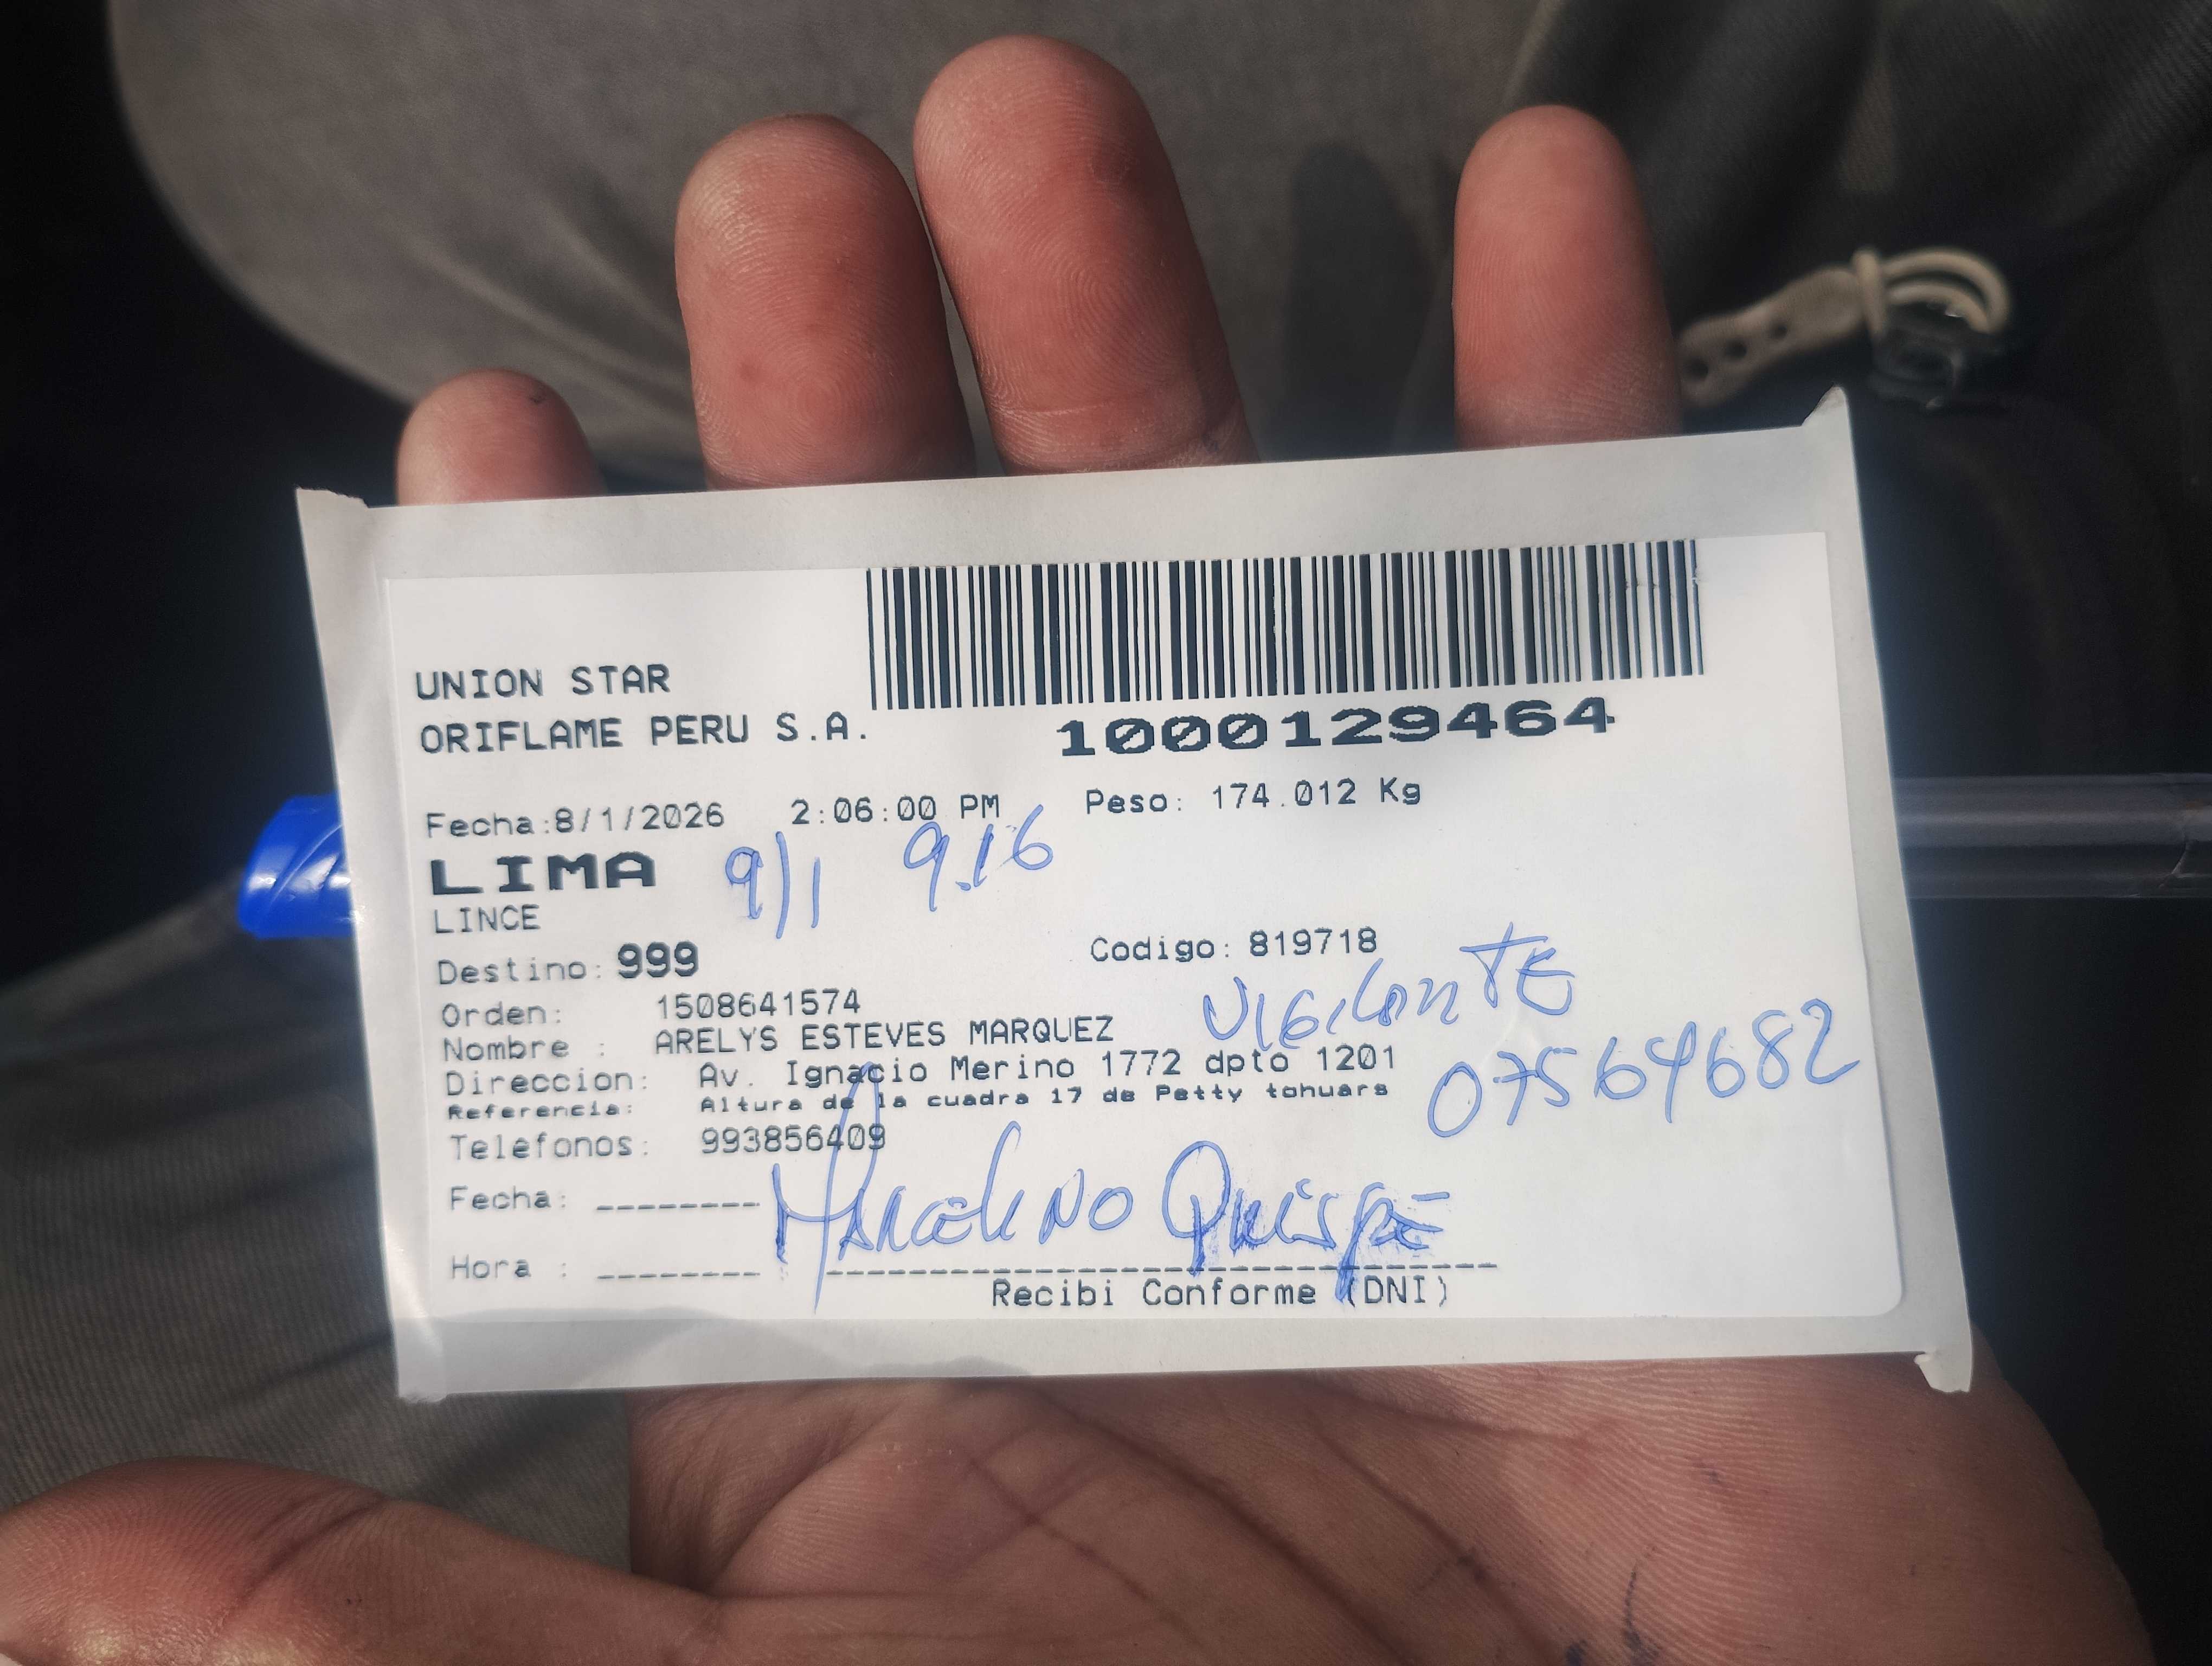 UNION STAR
ORIFLAME PERU S.A.
1000129464
Fecha:8/1/2026 2:06:00 PM Peso: 174.012 Kg
LIMA 9/1 9.16
LINCE
Destino: 999 Codigo: 819718
Orden: 1508641574 VIGILANTE
Nombre : ARELYS ESTEVES MARQUEZ
Direccion: Av. Ignacio Merino 1772 dpto 1201
07564682
Referencia: Altura de la cuadra 17 de Petty tohuars
Telefonos: 993856409
Fecha: --------
MARCELINO QUISPE
Hora : --------
Recibi Conforme (DNI)